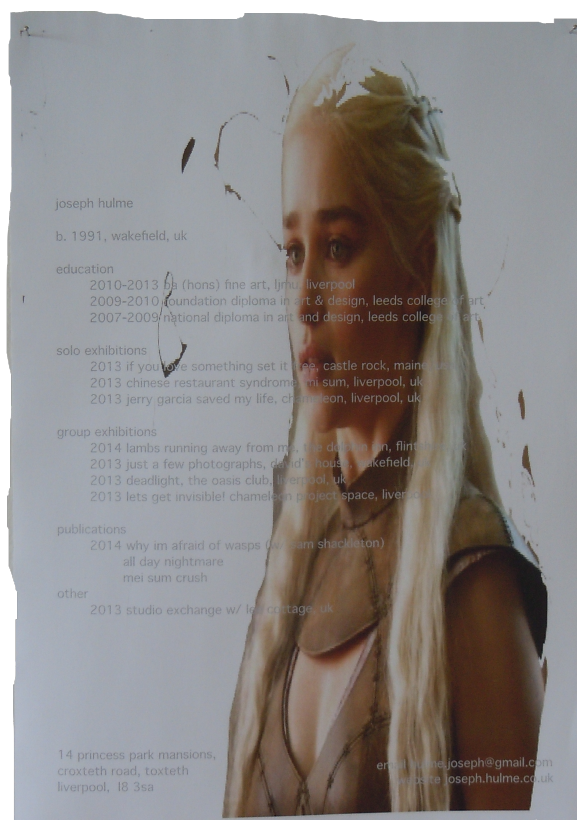 joseph hulme
b. 1991, wakefield, uk
education
2010-2013 ba (hons) fine art, ljmu, liverpool
2009-2010 foundation diploma in art & design, leeds college of art
2007-2009 national diploma in art and design, leeds college of art
solo exhibitions
2013 if you love something set it free, castle rock, maine
2013 chinese restaurant syndrome, mei sum, liverpool, uk
2013 jerry garcia saved my life, chameleon, liverpool, uk
group exhibitions
2014 lambs running away from me, the
2013 just a few photographs, david's house, wakefield,
2013 deadlight, the oasis club, liverpool, uk
2013 lets get invisible! chameleon project space, liverpool
publications
2014 why im afraid of wasps (w/ liam shackleton)
all day nightmare
mei sum crush
other
2013 studio exchange w/ cottage, uk
14 princess park mansions,
croxteth road, toxteth
liverpool, l8 3sa
email hulme.joseph@gmail.com
website joseph.hulme.co.uk